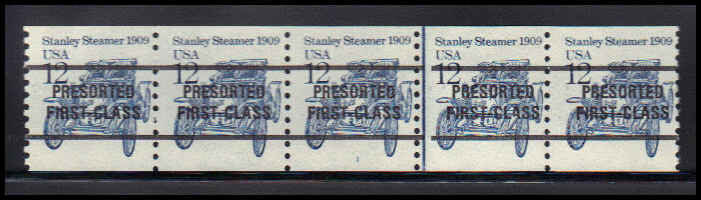 Stanley Steamer 1909 Stanley Steamer 1909 Stanley Steamer 1909 Stanley Steamer 1909 Stanley Steamer 1909
USA USA USA USA USA
12 12 12 12 12
PRESORTED PRESORTED PRESORTED PRESORTED PRESORTED
FIRST-CLASS FIRST-CLASS FIRST-CLASS FIRST-CLASS FIRST-CLASS
1